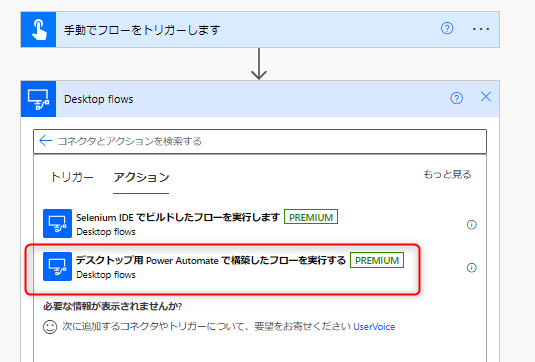 手動でフローをトリガーします
Desktop flows
コネクタとアクションを検索する
トリガー アクション もっと見る
Selenium IDE でビルドしたフローを実行します PREMIUM
Desktop flows
デスクトップ用 Power Automate で構築したフローを実行する PREMIUM
Desktop flows
必要な情報が表示されませんか?
次に追加するコネクタやトリガーについて、要望をお寄せください UserVoice